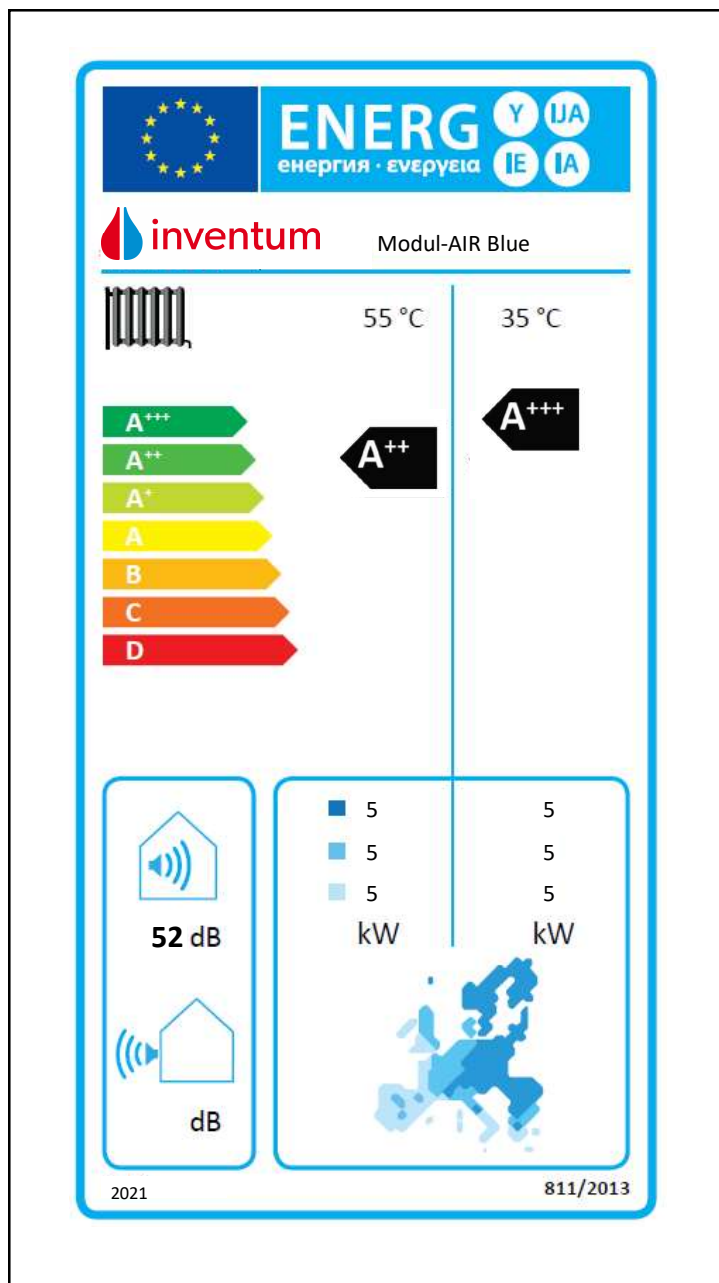 ENERG Y IJA
енергия · ενεργεια IE IA
inventum Modul-AIR Blue
55 °C 35 °C
A+++
A+++
A++
A++
A+
A
B
C
D
5 5
5 5
5 5
52 dB
kW kW
dB
2021 811/2013